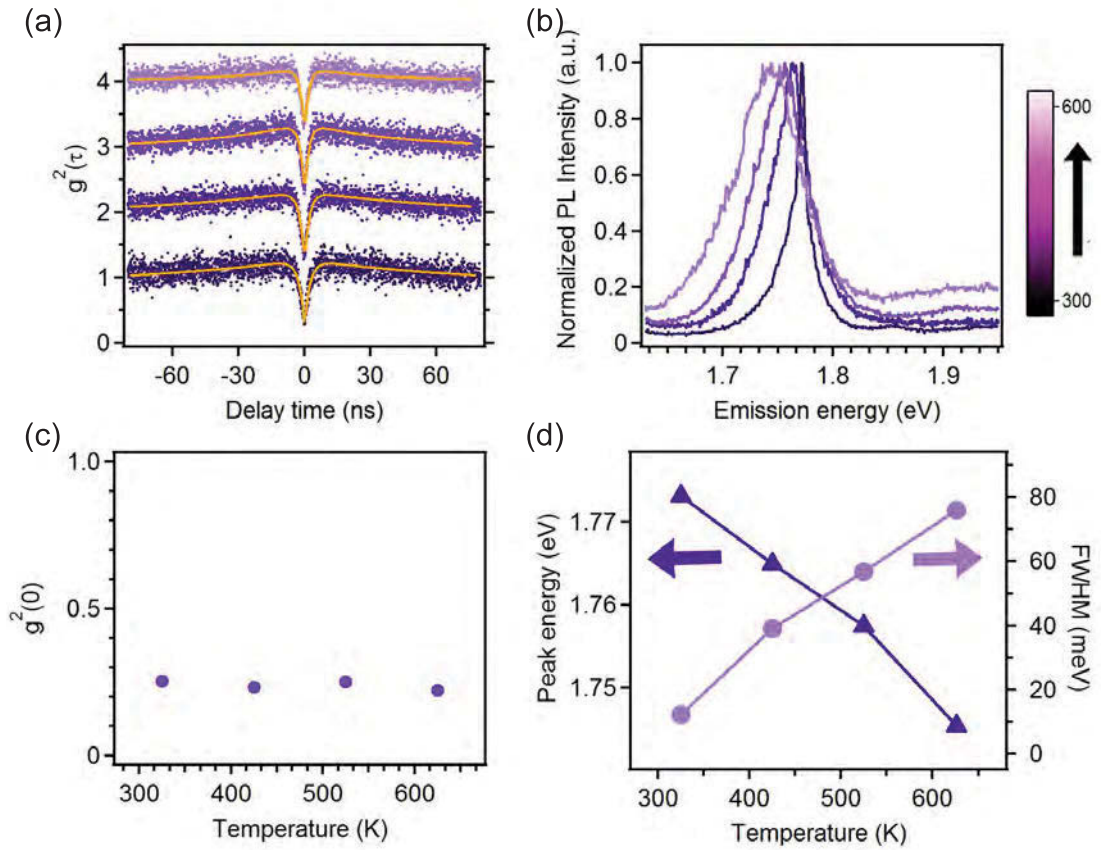 (a)
g²(τ)
4
3
2
1
0
-60 -30 0 30 60
Delay time (ns)
(b)
Normalized PL Intensity (a.u.)
1.0
0.8
0.6
0.4
0.2
0
1.7 1.8 1.9
Emission energy (eV)
600
300
(c)
g²(0)
1.0
0.5
0
300 400 500 600
Temperature (K)
(d)
Peak energy (eV)
1.77
1.76
1.75
80
60
40
20
0
FWHM (meV)
300 400 500 600
Temperature (K)